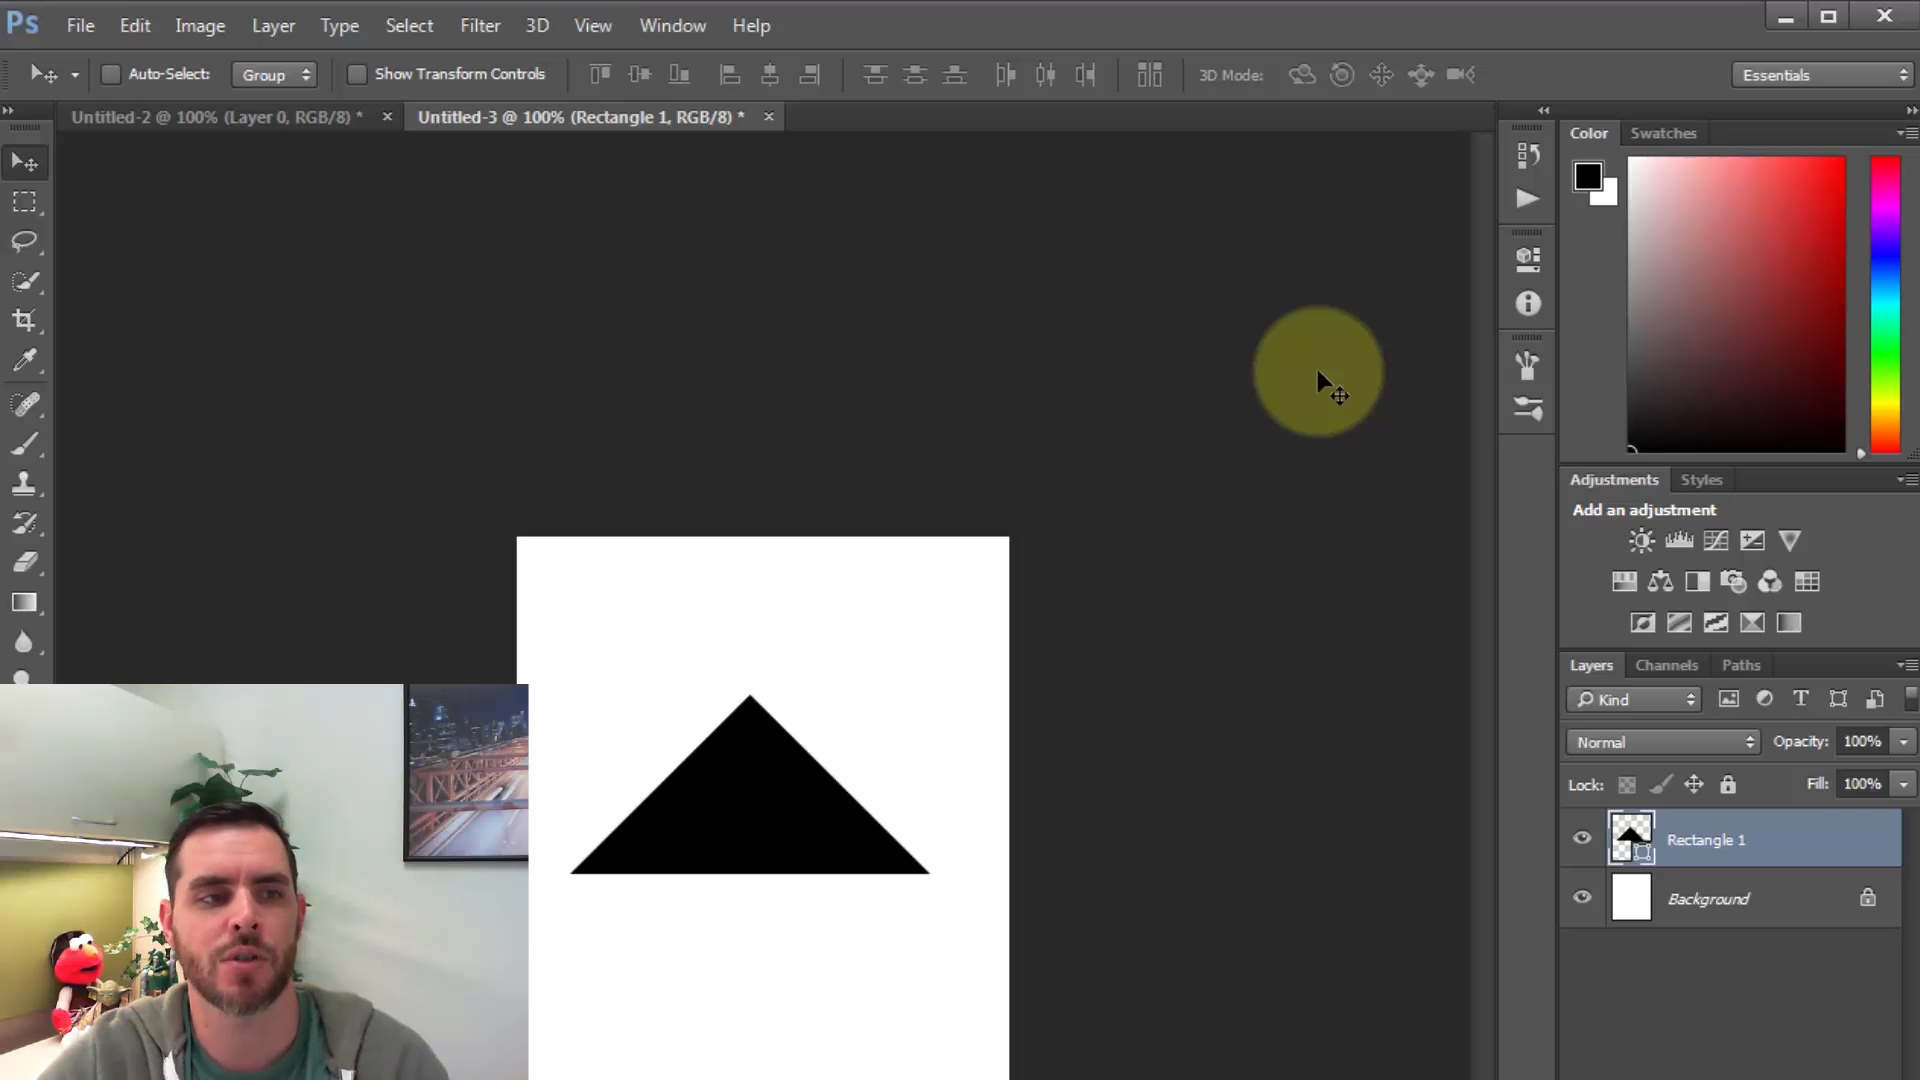 Ps File Edit Image Layer Type Select Filter 3D View Window Help
Auto-Select: Group Show Transform Controls 3D Mode: Essentials
Untitled-2 @ 100% (Layer 0, RGB/8) * Untitled-3 @ 100% (Rectangle 1, RGB/8) *
Color Swatches
Adjustments Styles
Add an adjustment
Layers Channels Paths
Kind
Normal Opacity: 100%
Lock: Fill: 100%
Rectangle 1
Background